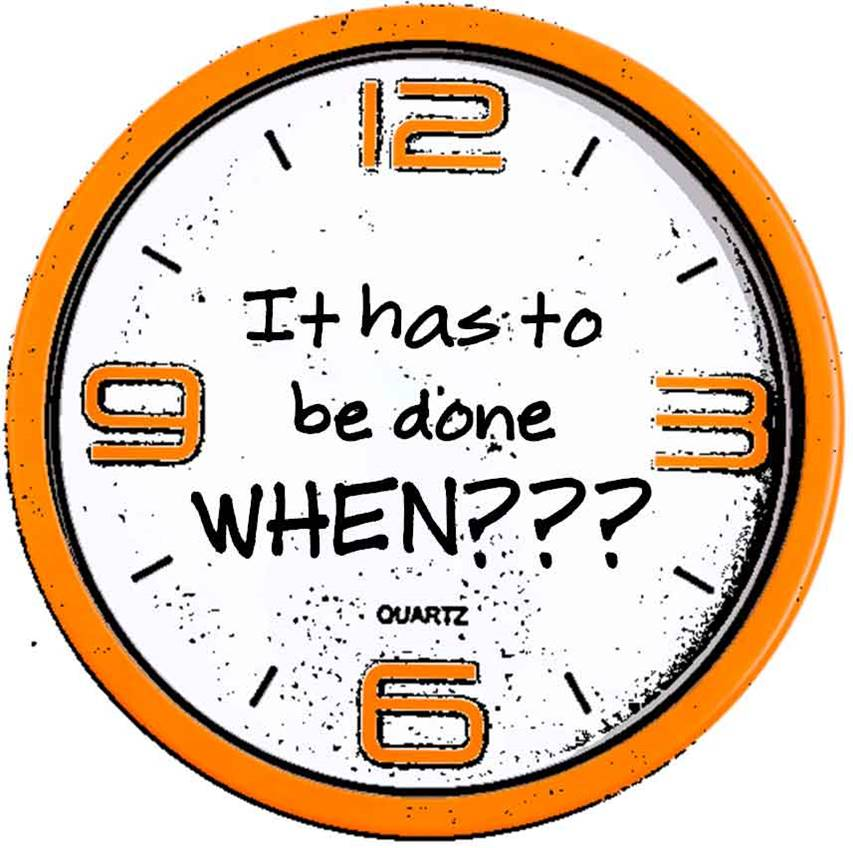 12
It has to
9
be done
3
WHEN???
QUARTZ
6